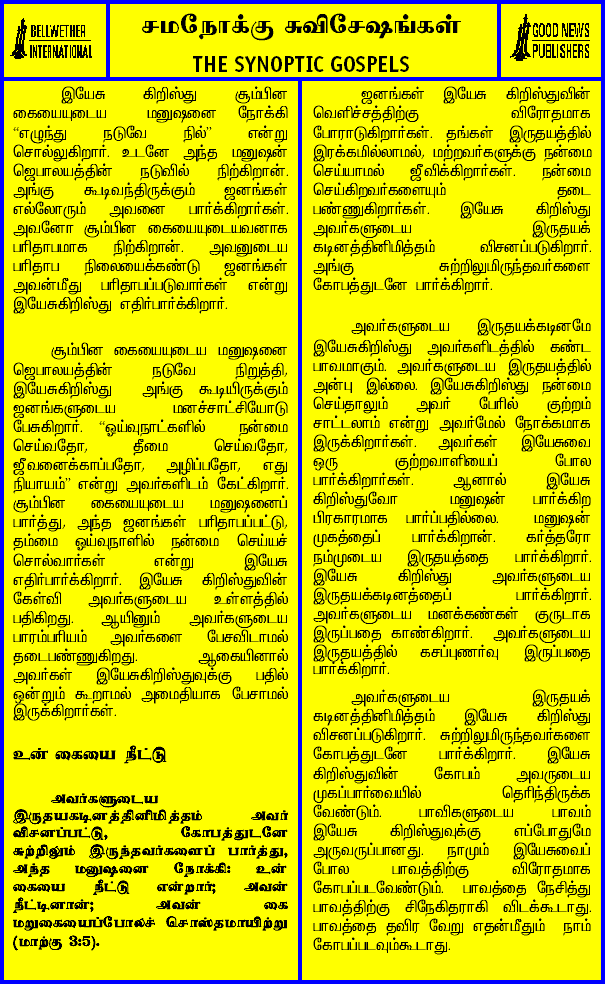 BELLWETHER
INTERNATIONAL
சமநோக்கு சுவிசேஷங்கள்
THE SYNOPTIC GOSPELS
GOOD NEWS
PUBLISHERS
இயேசு கிறிஸ்து சூம்பின
கையையுடைய மனுஷனை நோக்கி
“எழுந்து நடுவே நில்” என்று
சொல்லுகிறார். உடனே அந்த மனுஷன்
ஜெபாலயத்தின் நடுவில் நிற்கிறான்.
அங்கு கூடிவந்திருக்கும் ஜனங்கள்
எல்லோரும் அவனை பார்க்கிறார்கள்.
அவனோ சூம்பின கையையுடையவனாக
பரிதாபமாக நிற்கிறான். அவனுடைய
பரிதாப நிலையைக்கண்டு ஜனங்கள்
அவன்மீது பரிதாபப்படுவார்கள் என்று
இயேசுகிறிஸ்து எதிர்பார்க்கிறார்.
சூம்பின கையையுடைய மனுஷனை
ஜெபாலயத்தின் நடுவே நிறுத்தி,
இயேசுகிறிஸ்து அங்கு கூடியிருக்கும்
ஜனங்களுடைய மனச்சாட்சியோடு
பேசுகிறார். “ஓய்வுநாட்களில் நன்மை
செய்வதோ, தீமை செய்வதோ,
ஜீவனைக்காப்பதோ, அழிப்பதோ, எது
நியாயம்” என்று அவர்களிடம் கேட்கிறார்.
சூம்பின கையையுடைய மனுஷனைப்
பார்த்து, அந்த ஜனங்கள் பரிதாபப்பட்டு,
தம்மை ஓய்வுநாளில் நன்மை செய்யச்
சொல்வார்கள் என்று இயேசு
எதிர்பார்க்கிறார். இயேசு கிறிஸ்துவின்
கேள்வி அவர்களுடைய உள்ளத்தில்
பதிகிறது. ஆயினும் அவர்களுடைய
பாரம்பரியம் அவர்களை பேசவிடாமல்
தடைபண்ணுகிறது. ஆகையினால்
அவர்கள் இயேசுகிறிஸ்துவுக்கு பதில்
ஒன்றும் கூறாமல் அமைதியாக பேசாமல்
இருக்கிறார்கள்.
உன் கையை நீட்டு
அவர்களுடைய
இருதயகடினத்தினிமித்தம் அவர்
விசனப்பட்டு, கோபத்துடனே
சுற்றிலும் இருந்தவர்களைப் பார்த்து,
அந்த மனுஷனை நோக்கி: உன்
கையை நீட்டு என்றார்; அவன்
நீட்டினான்; அவன் கை
மறுகையைப்போலச் சொஸ்தமாயிற்று
(மாற்கு 3:5).
ஜனங்கள் இயேசு கிறிஸ்துவின்
வெளிச்சத்திற்கு விரோதமாக
போராடுகிறார்கள். தங்கள் இருதயத்தில்
இரக்கமில்லாமல், மற்றவர்களுக்கு நன்மை
செய்யாமல் ஜீவிக்கிறார்கள். நன்மை
செய்கிறவர்களையும் தடை
பண்ணுகிறார்கள். இயேசு கிறிஸ்து
அவர்களுடைய இருதயக்
கடினத்தினிமித்தம் விசனப்படுகிறார்.
அங்கு சுற்றிலுமிருந்தவர்களை
கோபத்துடனே பார்க்கிறார்.
அவர்களுடைய இருதயக்கடினமே
இயேசுகிறிஸ்து அவர்களிடத்தில் கண்ட
பாவமாகும். அவர்களுடைய இருதயத்தில்
அன்பு இல்லை. இயேசுகிறிஸ்து நன்மை
செய்தாலும் அவர் பேரில் குற்றம்
சாட்டலாம் என்று அவர்மேல் நோக்கமாக
இருக்கிறார்கள். அவர்கள் இயேசுவை
ஒரு குற்றவாளியைப் போல
பார்க்கிறார்கள். ஆனால் இயேசு
கிறிஸ்துவோ மனுஷன் பார்க்கிற
பிரகாரமாக பார்ப்பதில்லை. மனுஷன்
முகத்தைப் பார்க்கிறான். கர்த்தரோ
நம்முடைய இருதயத்தை பார்க்கிறார்.
இயேசு கிறிஸ்து அவர்களுடைய
இருதயக்கடினத்தைப் பார்க்கிறார்.
அவர்களுடைய மனக்கண்கள் குருடாக
இருப்பதை காண்கிறார். அவர்களுடைய
இருதயத்தில் கசப்புணர்வு இருப்பதை
பார்க்கிறார்.
அவர்களுடைய இருதயக்
கடினத்தினிமித்தம் இயேசு கிறிஸ்து
விசனப்படுகிறார். சுற்றிலுமிருந்தவர்களை
கோபத்துடனே பார்க்கிறார். இயேசு
கிறிஸ்துவின் கோபம் அவருடைய
முகப்பார்வையில் தெரிந்திருக்க
வேண்டும். பாவிகளுடைய பாவம்
இயேசு கிறிஸ்துவுக்கு எப்போதுமே
அருவருப்பானது. நாமும் இயேசுவைப்
போல பாவத்திற்கு விரோதமாக
கோபப்படவேண்டும். பாவத்தை நேசித்து
பாவத்திற்கு சிநேகிதராகி விடக்கூடாது.
பாவத்தை தவிர வேறு எதன்மீதும் நாம்
கோபப்படவும்கூடாது.